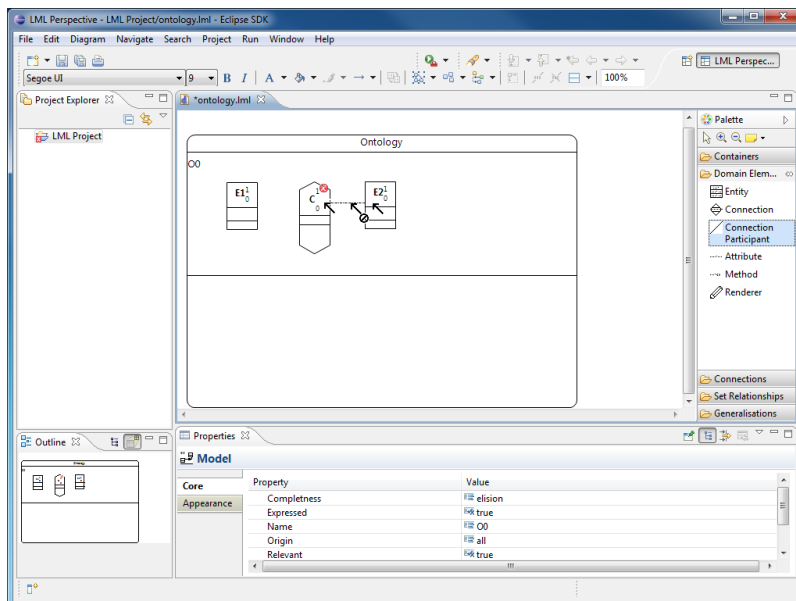 LML Perspective - LML Project/ontology.lml - Eclipse SDK
File Edit Diagram Navigate Search Project Run Window Help
LML Perspec...
Segoe UI 9 B I A 100%
Project Explorer
LML Project
*ontology.lml
Ontology
O0
E1 1 0
C 1 0
E2 1 0
Palette
Containers
Domain Elem...
Entity
Connection
Connection
Participant
Attribute
Method
Renderer
Connections
Set Relationships
Generalisations
Outline
Properties
Model
Core
Appearance
Property Value
Completness elision
Expressed true
Name O0
Origin all
Relevant true